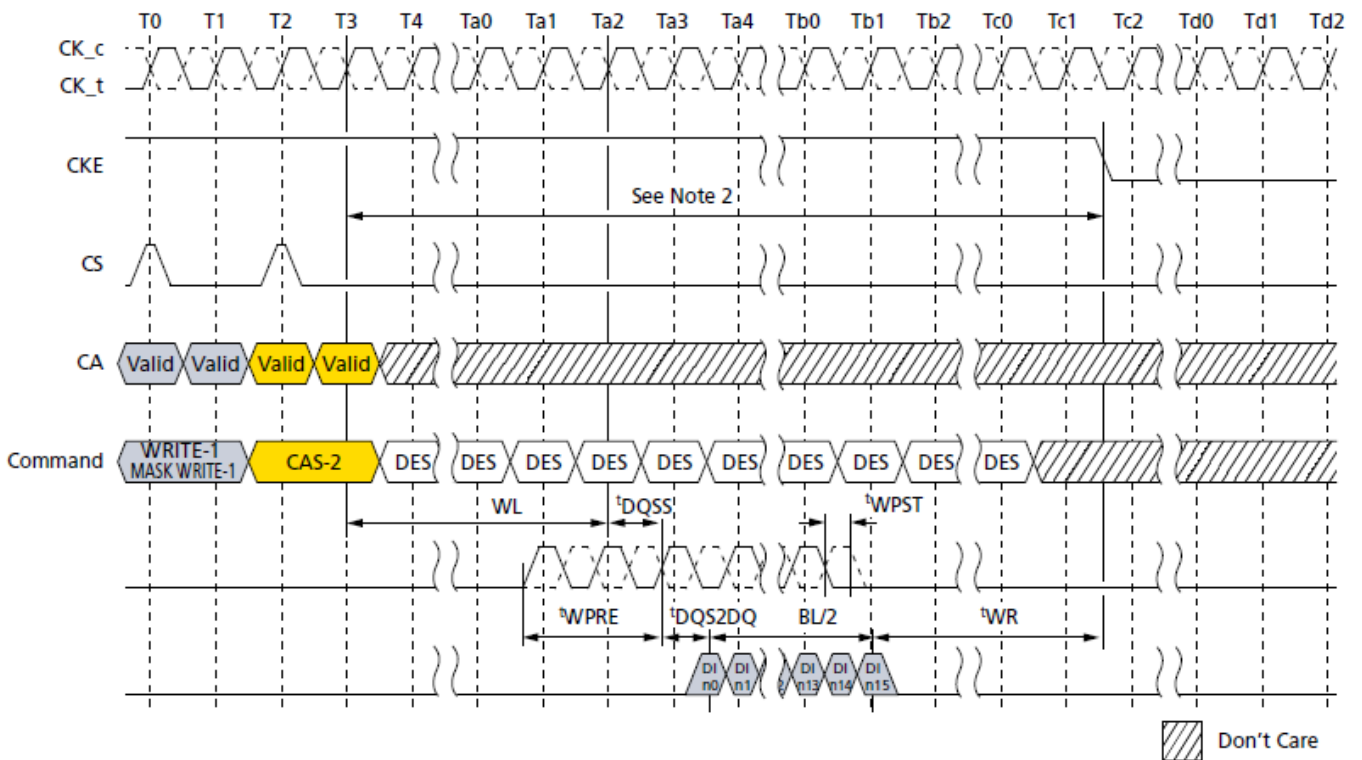 T0 T1 T2 T3 T4 Ta0 Ta1 Ta2 Ta3 Ta4 Tb0 Tb1 Tb2 Tc0 Tc1 Tc2 Td0 Td1 Td2
CK_c
CK_t
CKE
See Note 2
CS
CA Valid Valid Valid Valid
WRITE-1
MASK WRITE-1
Command CAS-2 DES DES DES DES DES DES DES DES DES DES
WL tDQSS tWPST
tWPRE tDQS2DQ BL/2 tWR
DI DI DI DI DI
n0 n1 n13 n14 n15
Don't Care